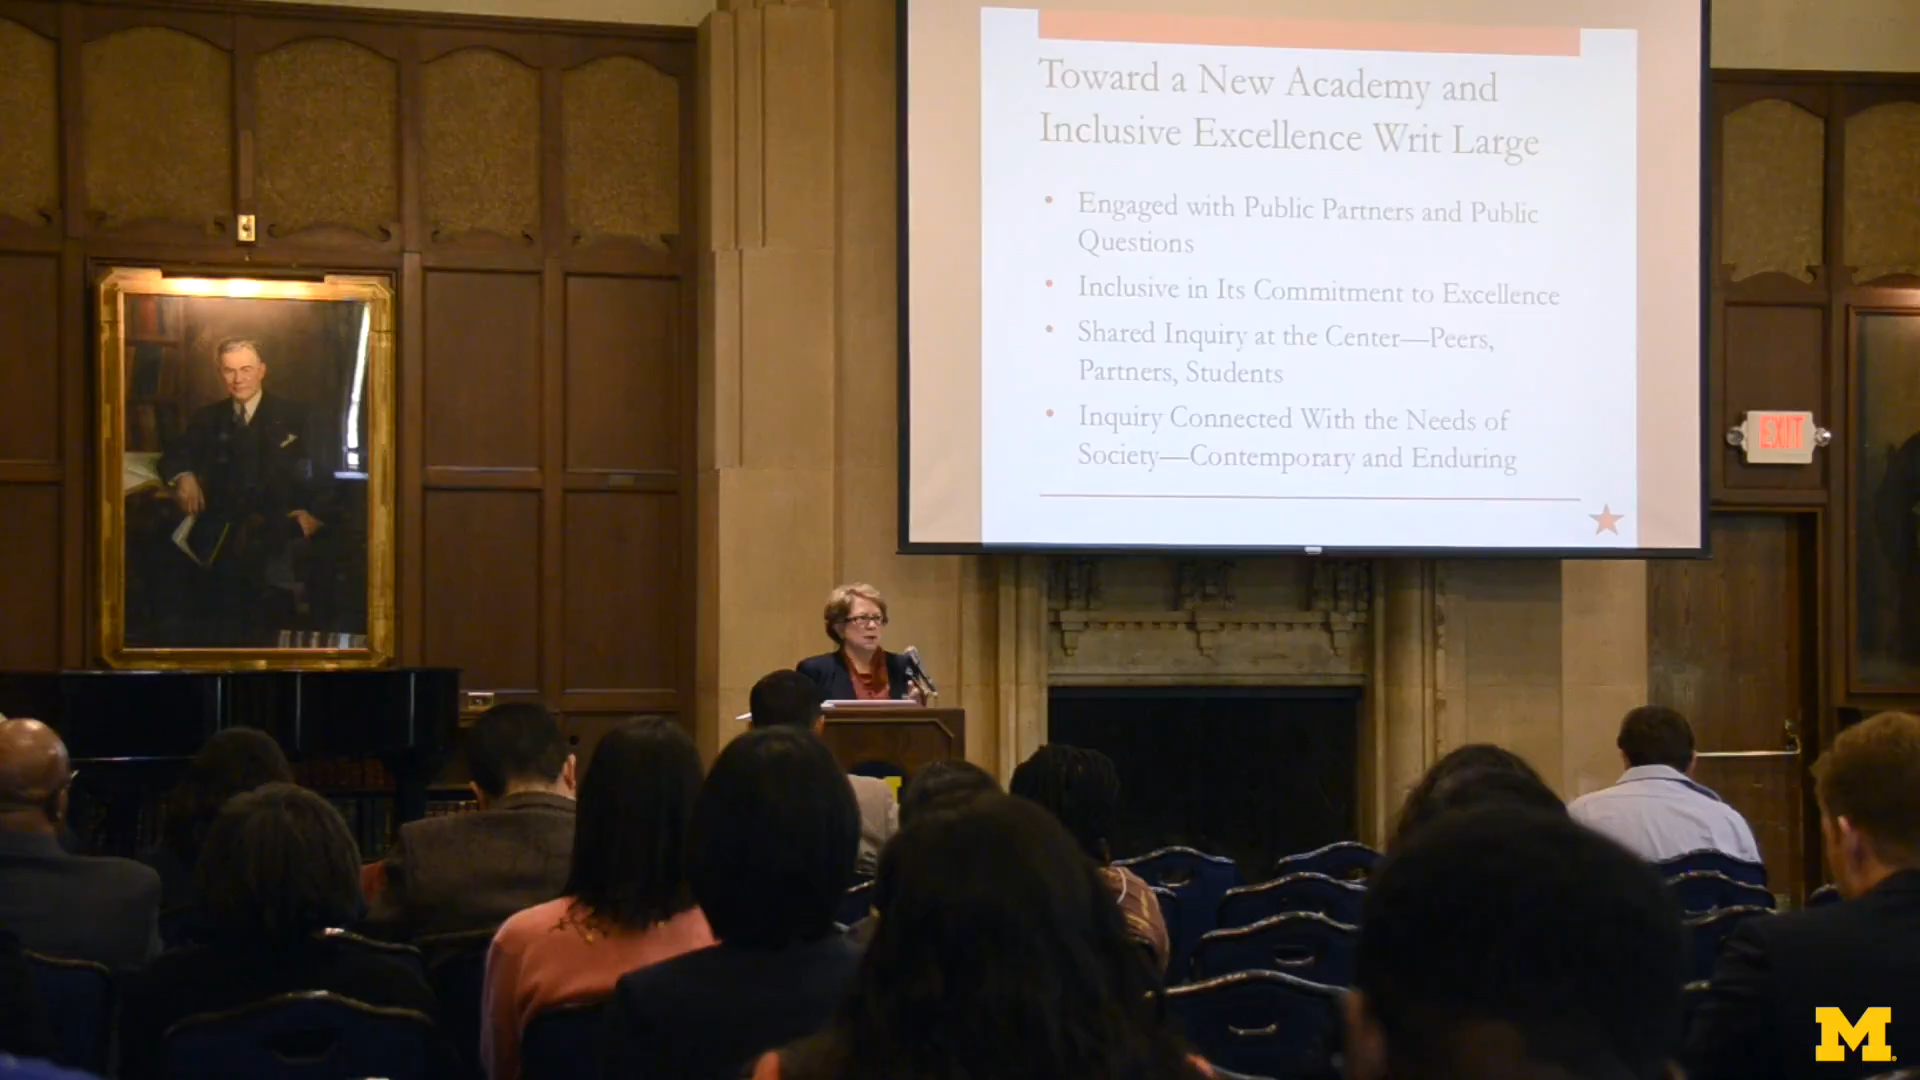 Toward a New Academy and
Inclusive Excellence Writ Large
• Engaged with Public Partners and Public
Questions
• Inclusive in Its Commitment to Excellence
• Shared Inquiry at the Center—Peers,
Partners, Students
• Inquiry Connected With the Needs of
Society—Contemporary and Enduring
EXIT
M